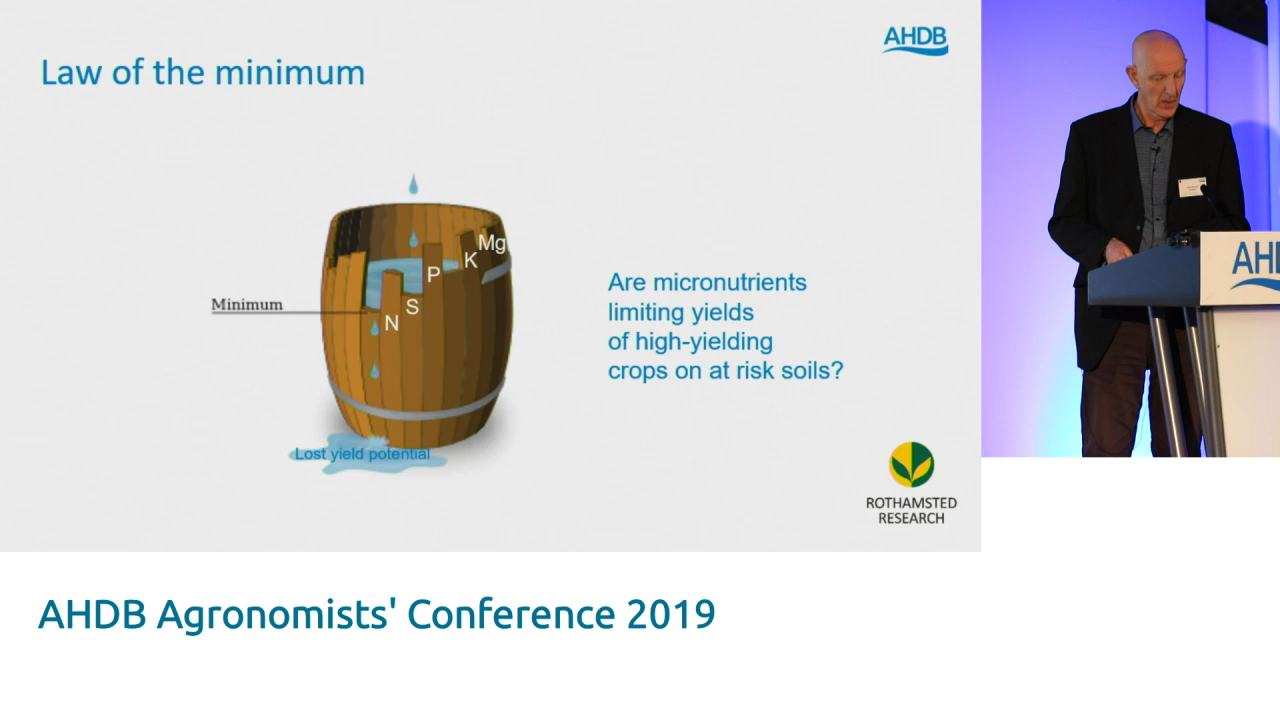 Law of the minimum
AHDB
Mg
K
P
S
N
Minimum
Lost yield potential
Are micronutrients
limiting yields
of high-yielding
crops on at risk soils?
ROTHAMSTED
RESEARCH
AHDB Agronomists' Conference 2019